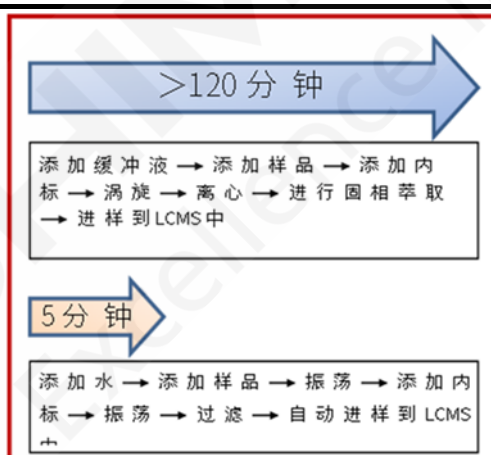 >120分 钟
添加缓冲液→添加样品→添加内
标→涡旋→离心→进行固相萃取
→进样到LCMS中
5分 钟
添加水→添加样品→振荡→添加内
标→振荡→过滤→自动进样到LCMS